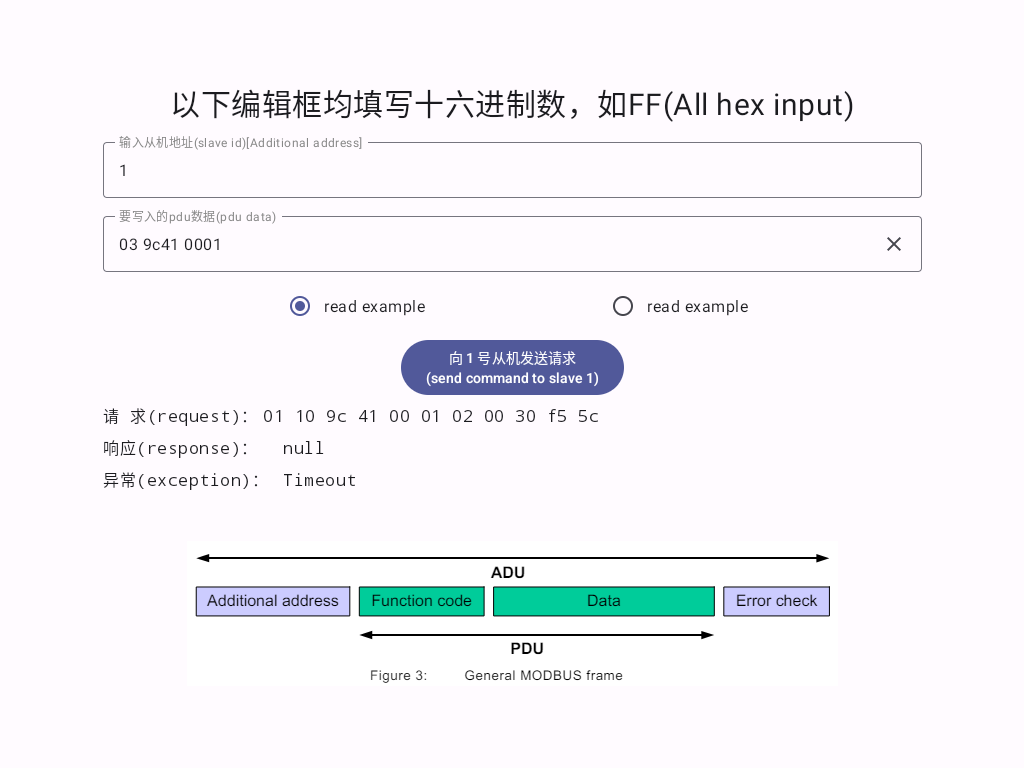 以下编辑框均填写十六进制数，如FF(All hex input)
输入从机地址(slave id)[Additional address]
1
要写入的pdu数据(pdu data)
03 9c41 0001
read example
read example
向 1 号从机发送请求
(send command to slave 1)
请 求(request): 01 10 9c 41 00 01 02 00 30 f5 5c
响应(response): null
异常(exception): Timeout
ADU
Additional address Function code Data Error check
PDU
Figure 3: General MODBUS frame